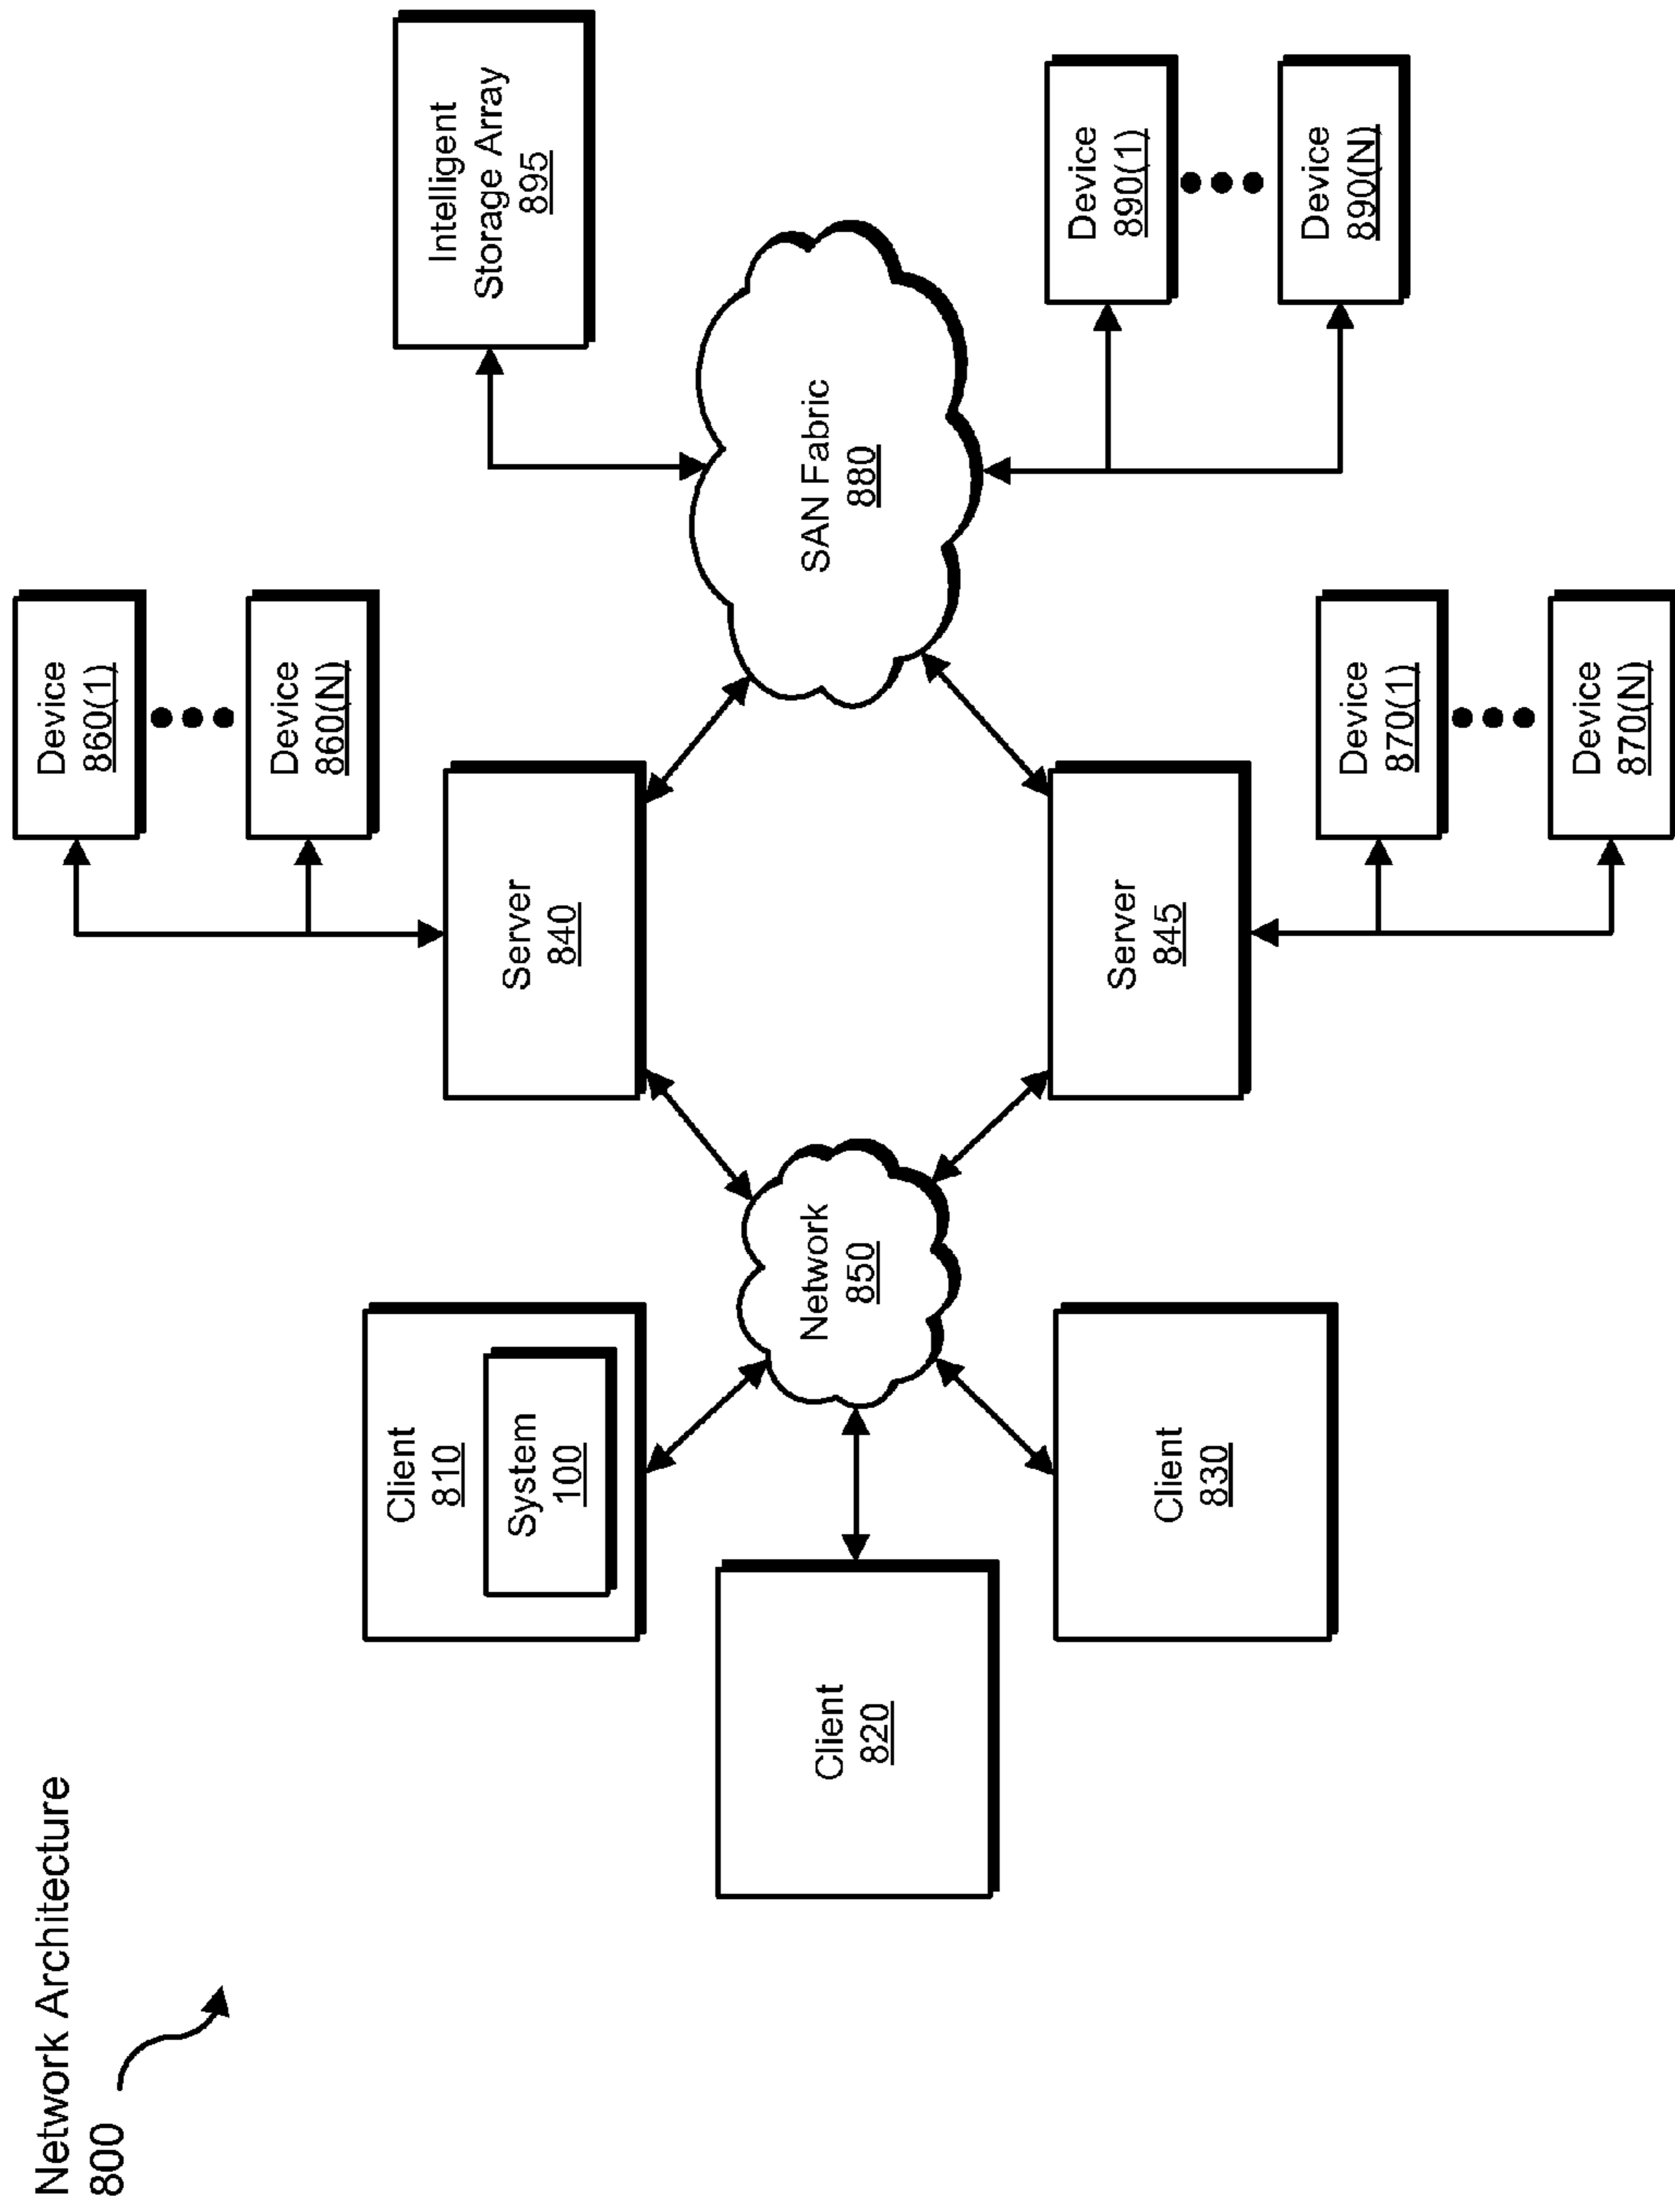 Network Architecture
800
Device
860(1)
Device
860(N)
Intelligent
Storage Array
895
Client
810
System
100
Server
840
Client
820
Network
850
SAN Fabric
880
Client
830
Server
845
Device
890(1)
Device
890(N)
Device
870(1)
Device
870(N)